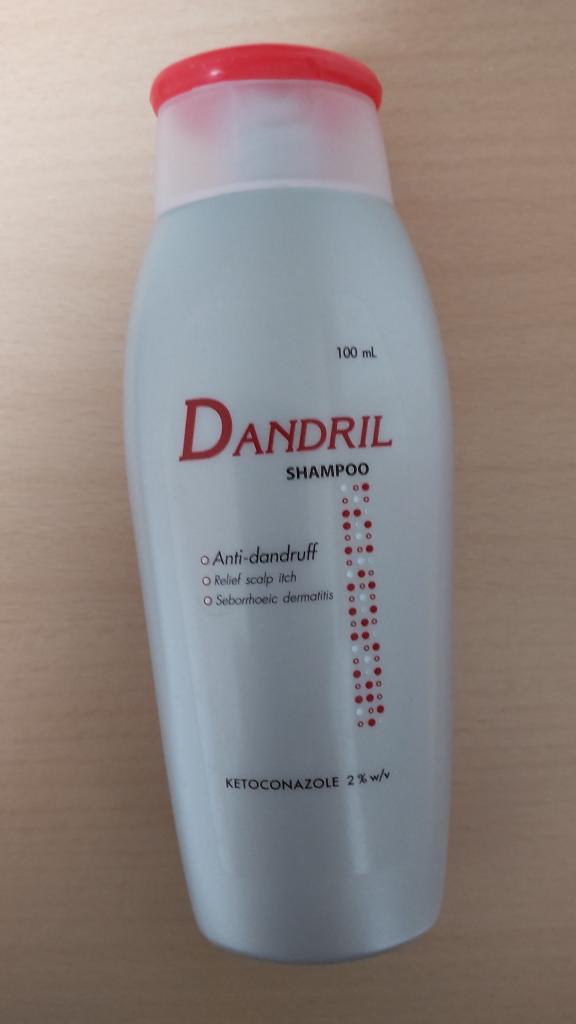 100 mL
DANDRIL
SHAMPOO
Anti-dandruff
Relief scalp itch
Seborrhoeic dermatitis
KETOCONAZOLE 2% w/v